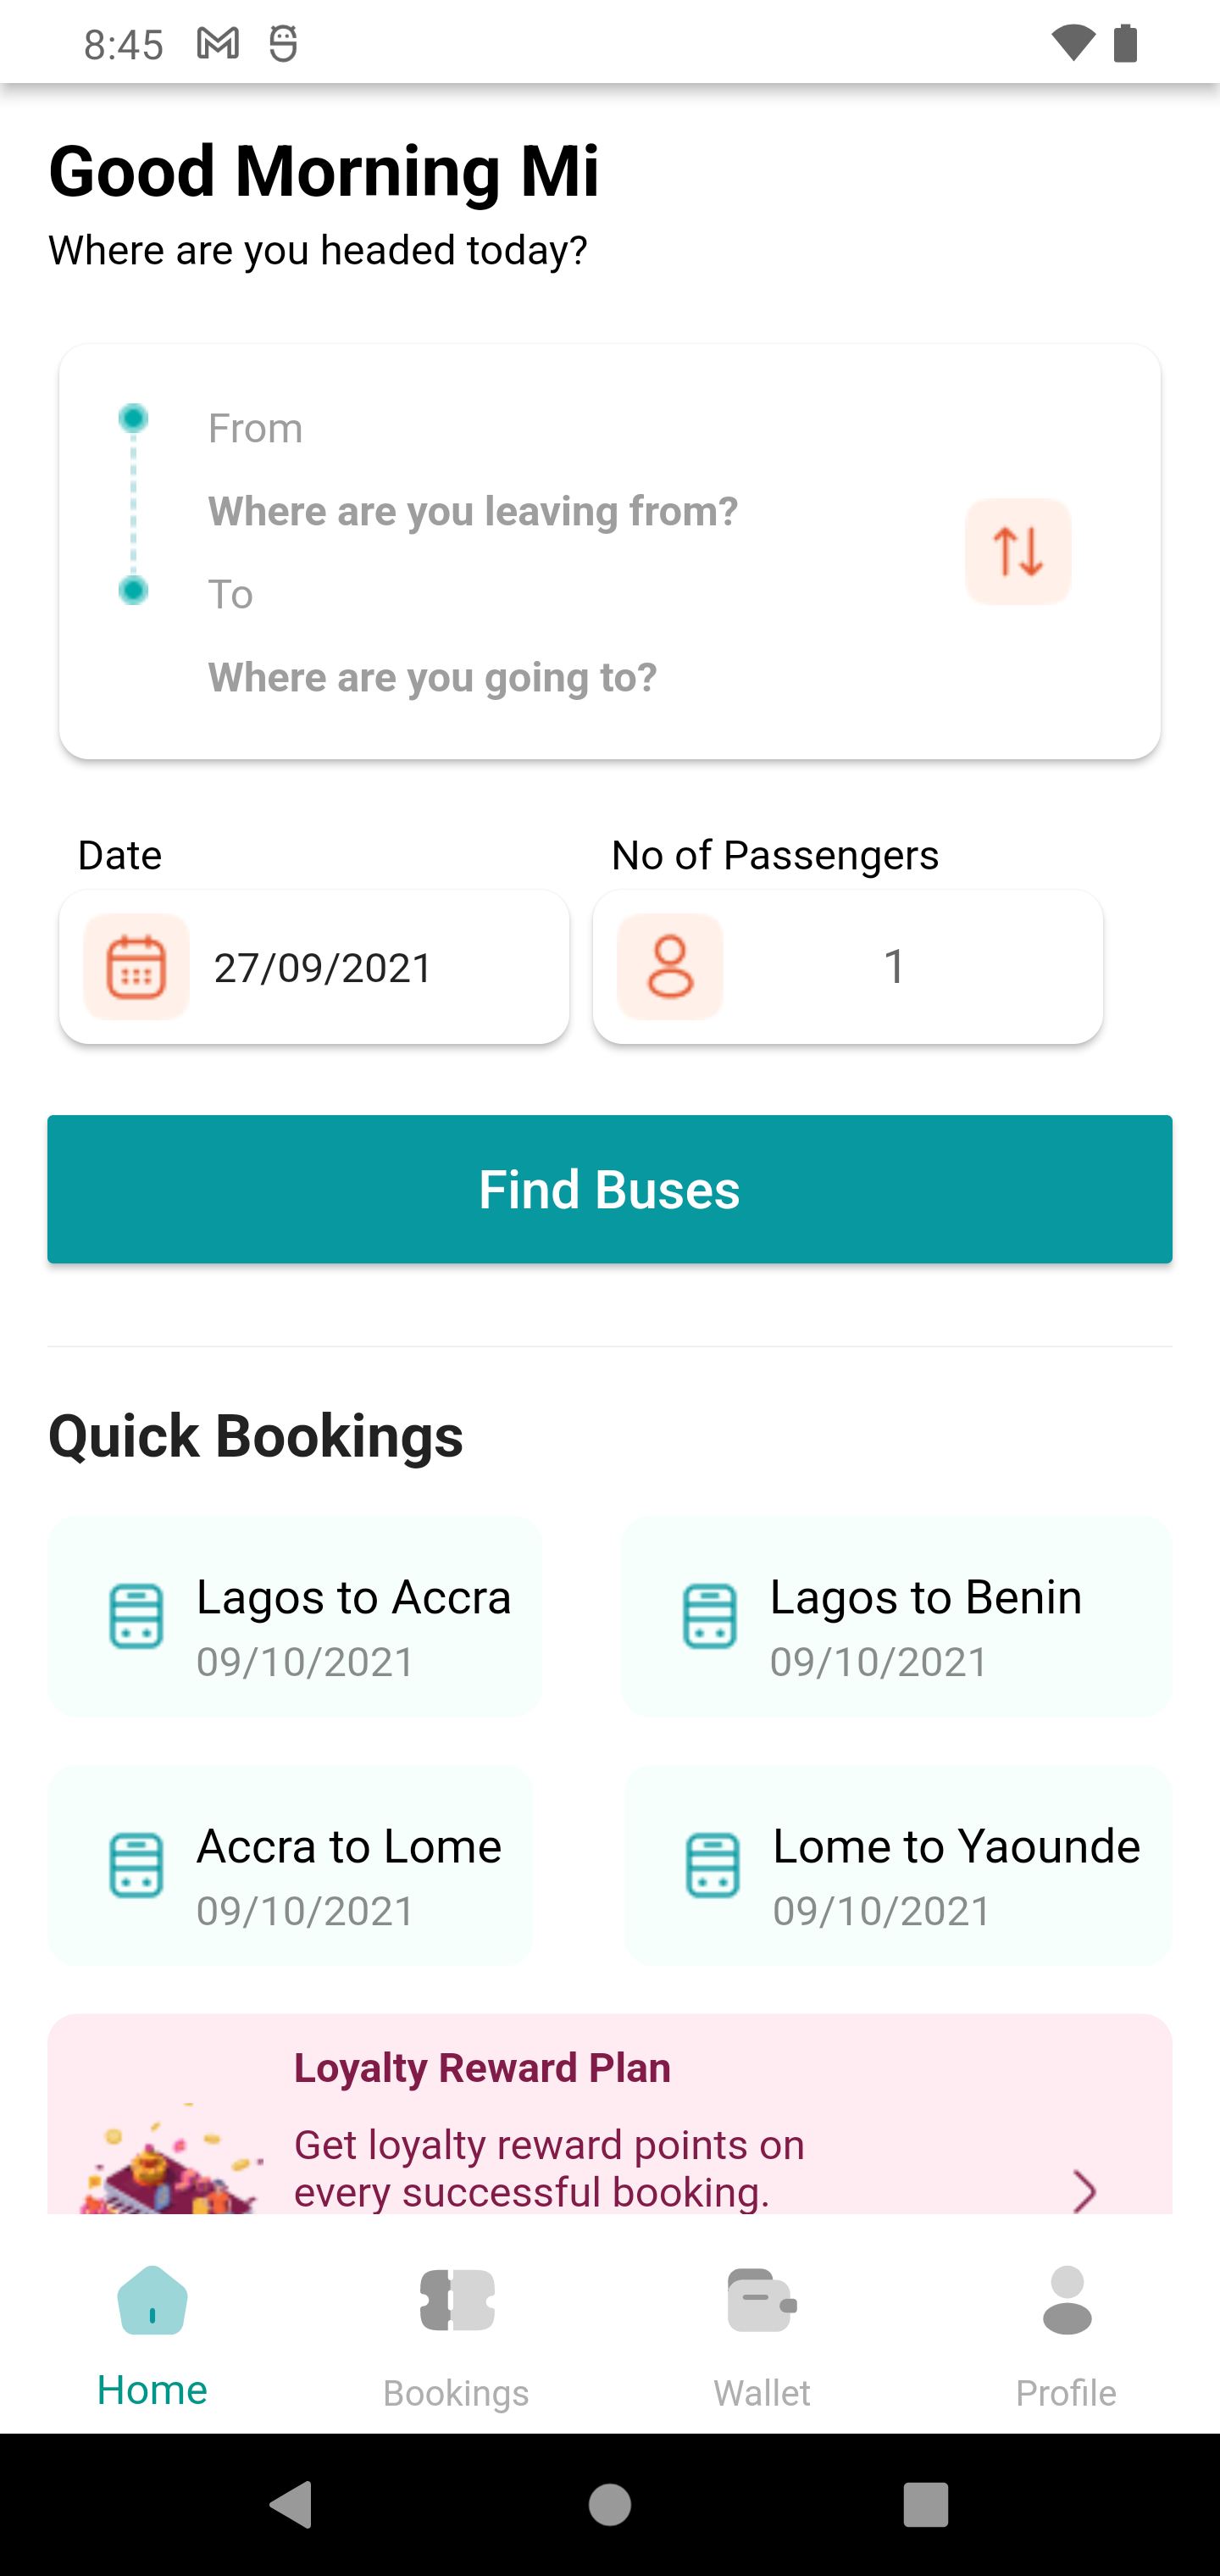 8:45
Good Morning Mi
Where are you headed today?
From
Where are you leaving from?
To
Where are you going to?
Date
No of Passengers
27/09/2021
1
Find Buses
Quick Bookings
Lagos to Accra
09/10/2021
Lagos to Benin
09/10/2021
Accra to Lome
09/10/2021
Lome to Yaounde
09/10/2021
Loyalty Reward Plan
Get loyalty reward points on
every successful booking.
Home
Bookings
Wallet
Profile